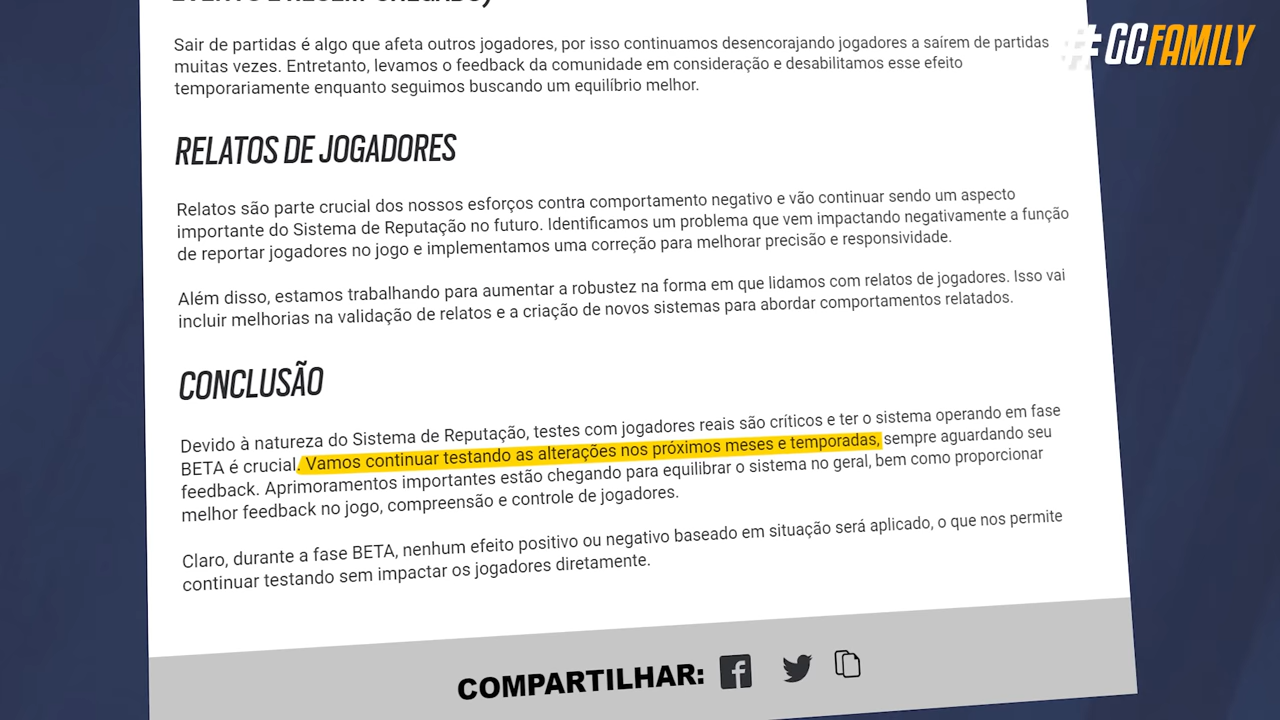 #GCFAMILY
Sair de partidas é algo que afeta outros jogadores, por isso continuamos desencorajando jogadores a saírem de partidas
muitas vezes. Entretanto, levamos o feedback da comunidade em consideração e desabilitamos esse efeito
temporariamente enquanto seguimos buscando um equilíbrio melhor.
RELATOS DE JOGADORES
Relatos são parte crucial dos nossos esforços contra comportamento negativo e vão continuar sendo um aspecto
importante do Sistema de Reputação no futuro. Identificamos um problema que vem impactando negativamente a função
de reportar jogadores no jogo e implementamos uma correção para melhorar precisão e responsividade.
Além disso, estamos trabalhando para aumentar a robustez na forma em que lidamos com relatos de jogadores. Isso vai
incluir melhorias na validação de relatos e a criação de novos sistemas para abordar comportamentos relatados.
CONCLUSÃO
Devido à natureza do Sistema de Reputação, testes com jogadores reais são críticos e ter o sistema operando em fase
BETA é crucial. Vamos continuar testando as alterações nos próximos meses e temporadas, sempre aguardando seu
feedback. Aprimoramentos importantes estão chegando para equilibrar o sistema no geral, bem como proporcionar
melhor feedback no jogo, compreensão e controle de jogadores.
Claro, durante a fase BETA, nenhum efeito positivo ou negativo baseado em situação será aplicado, o que nos permite
continuar testando sem impactar os jogadores diretamente.
COMPARTILHAR: